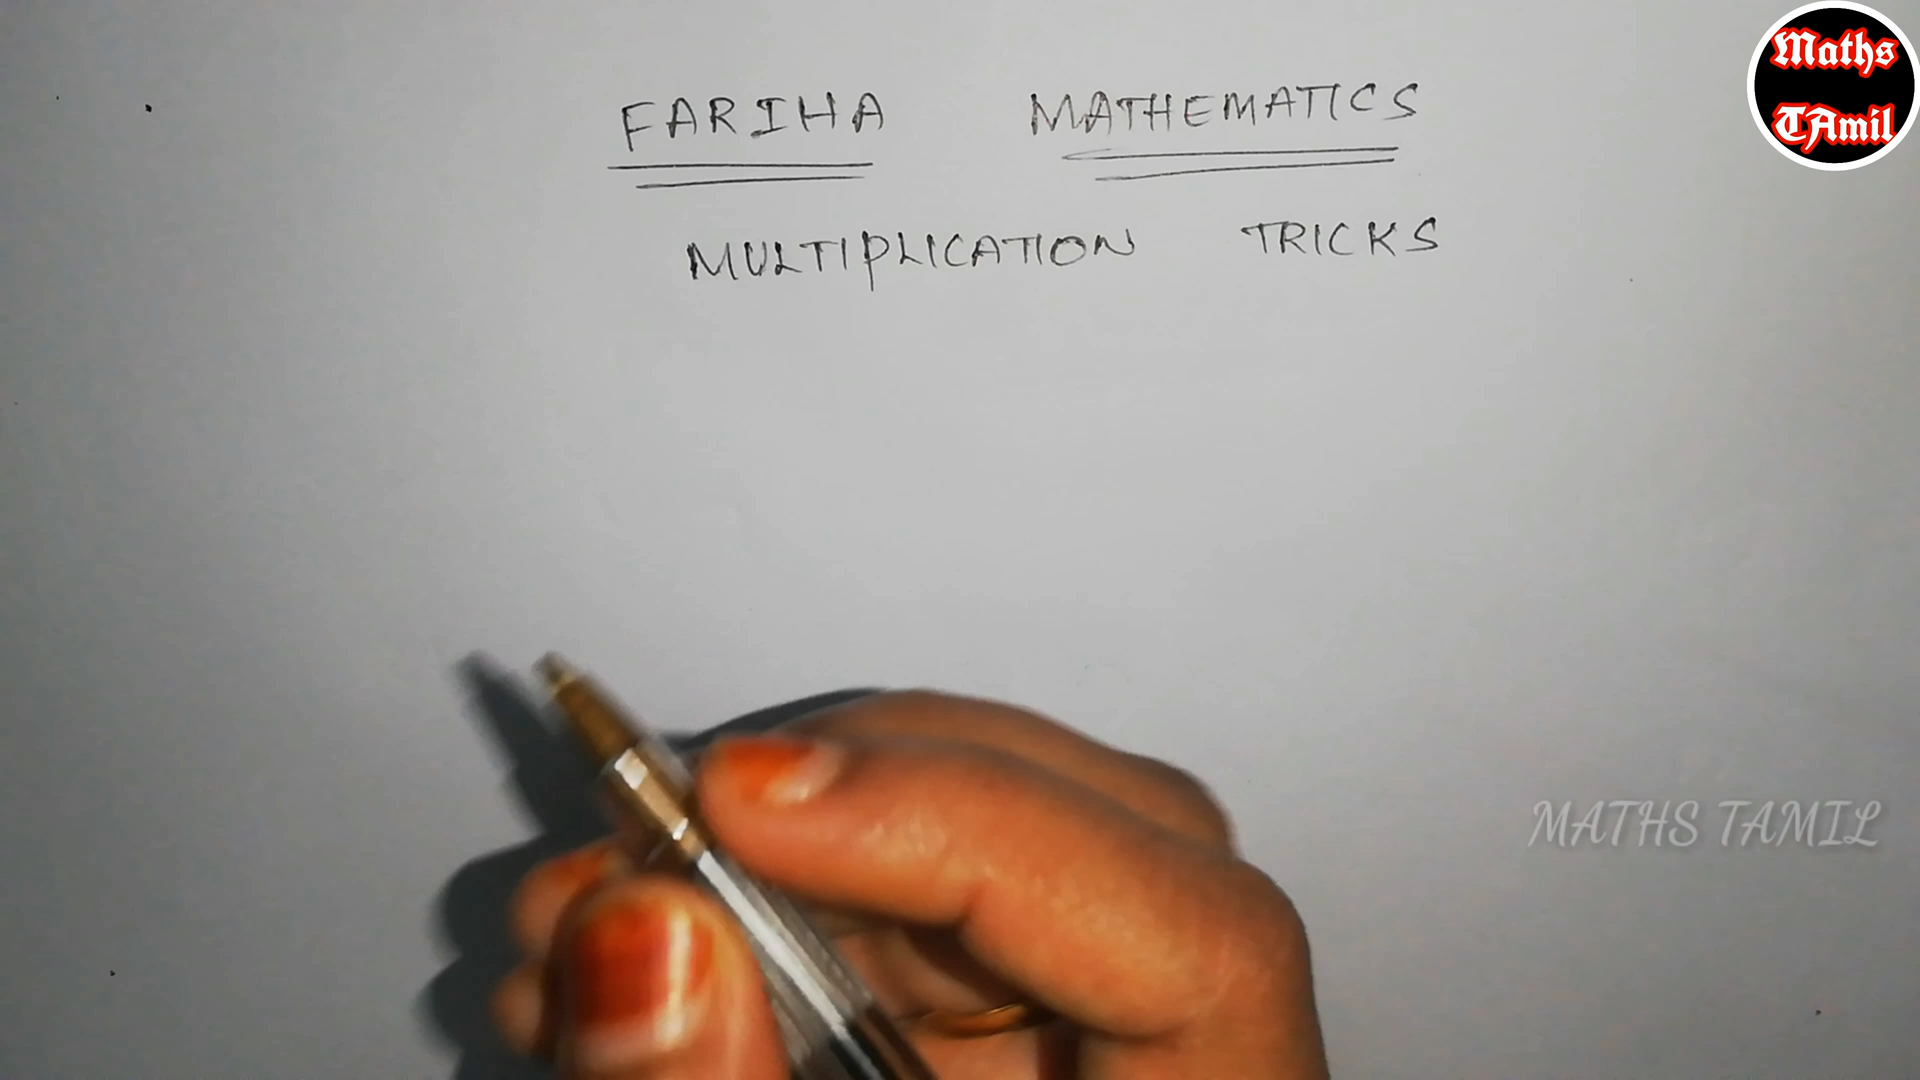 FARIHA MATHEMATICS
MULTIPLICATION TRICKS
Maths
TAmil
MATHS TAMIL